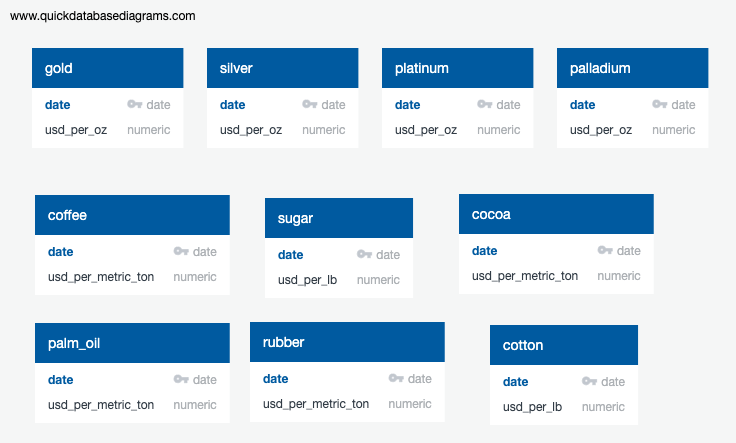 www.quickdatabasediagrams.com
gold
date date
usd_per_oz numeric
silver
date date
usd_per_oz numeric
platinum
date date
usd_per_oz numeric
palladium
date date
usd_per_oz numeric
coffee
date date
usd_per_metric_ton numeric
sugar
date date
usd_per_lb numeric
cocoa
date date
usd_per_metric_ton numeric
palm_oil
date date
usd_per_metric_ton numeric
rubber
date date
usd_per_metric_ton numeric
cotton
date date
usd_per_lb numeric